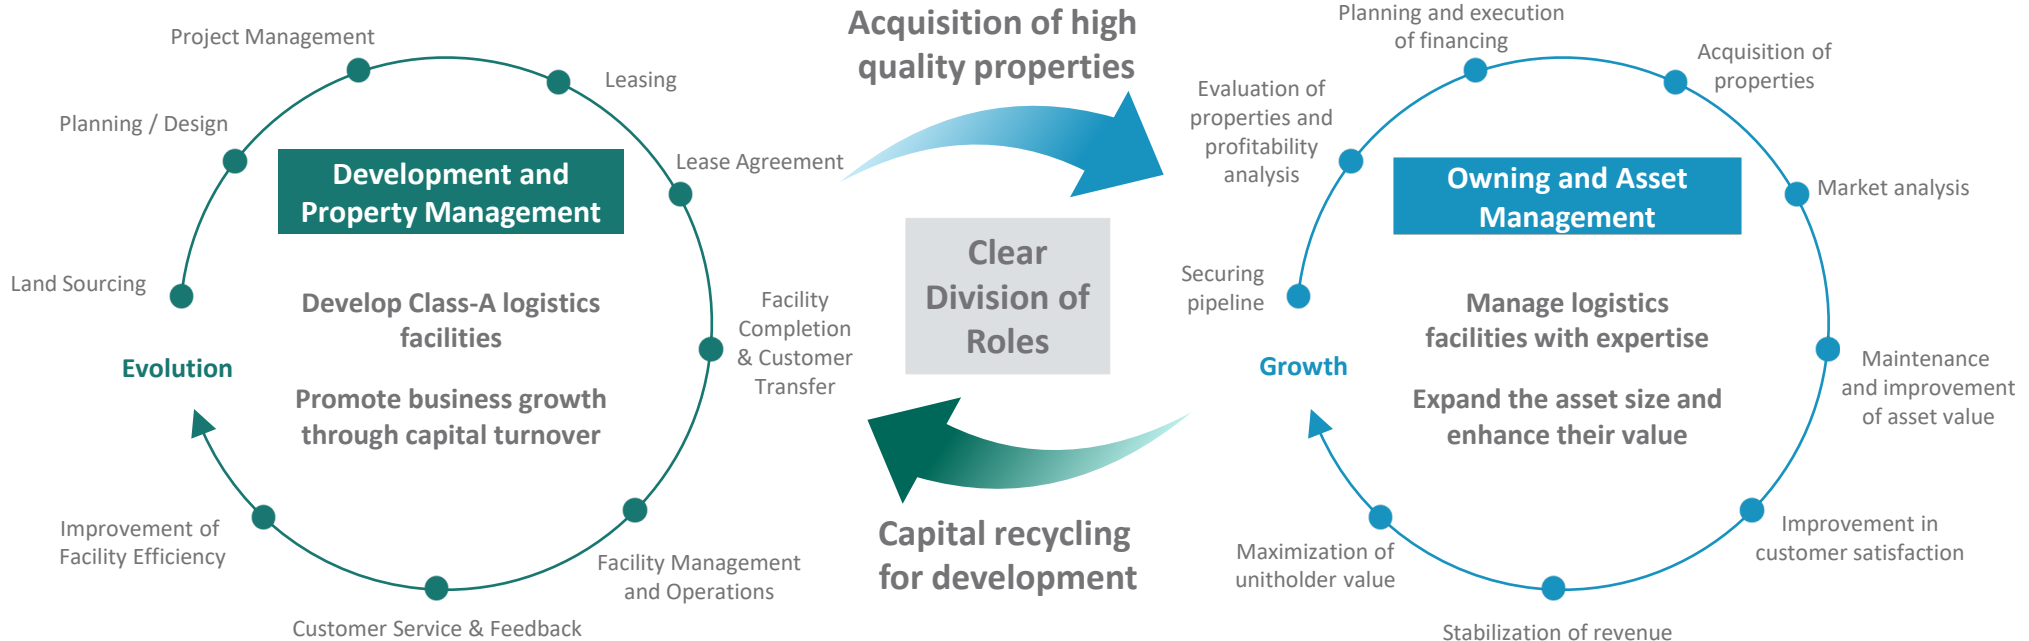 Project Management
Leasing
Planning / Design
Lease Agreement
Development and
Property Management
Land Sourcing
Develop Class-A logistics
facilities
Facility
Completion
& Customer
Transfer
Evolution
Promote business growth
through capital turnover
Improvement of
Facility Efficiency
Facility Management
and Operations
Customer Service & Feedback
Acquisition of high
quality properties
Clear
Division of
Roles
Capital recycling
for development
Planning and execution
of financing
Acquisition of
properties
Evaluation of
properties and
profitability
analysis
Owning and Asset
Management
Market analysis
Securing
pipeline
Manage logistics
facilities with expertise
Growth
Maintenance
and improvement
of asset value
Expand the asset size and
enhance their value
Maximization of
unitholder value
Improvement in
customer satisfaction
Stabilization of revenue